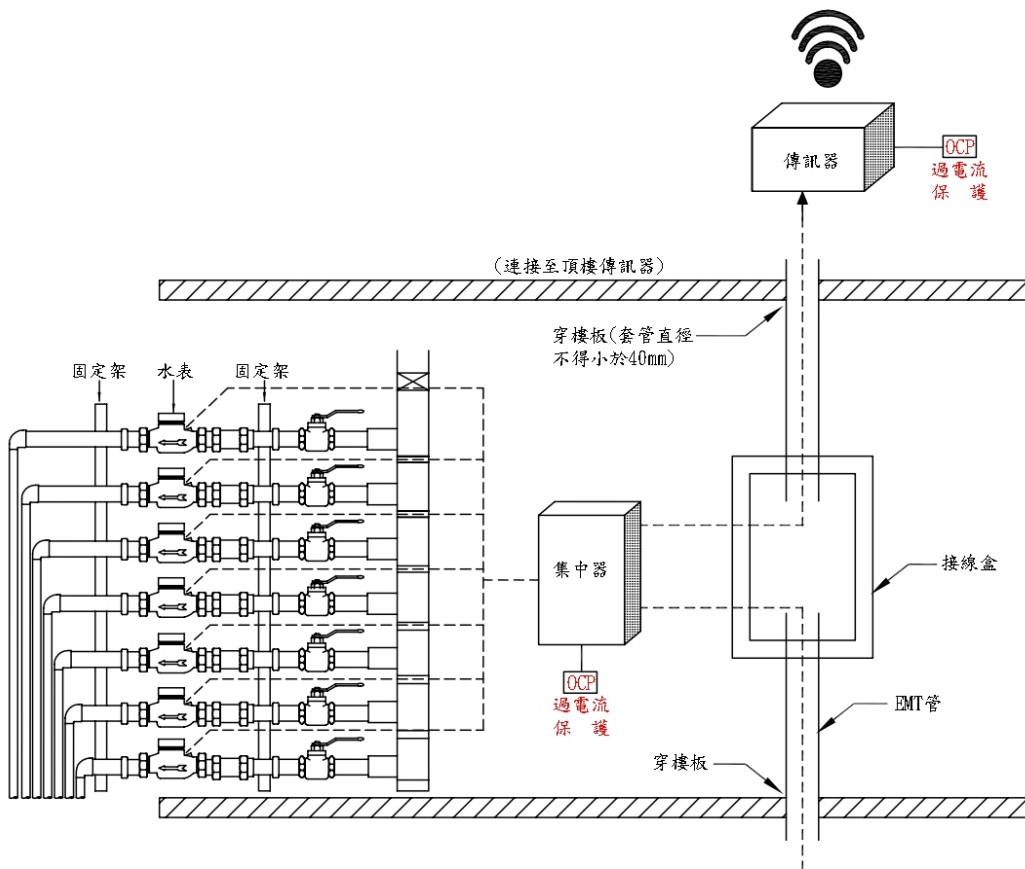 傳訊器
OCP
過電流
保 護
(連接至頂樓傳訊器)
穿樓板(套管直徑
不得小於40mm)
固定架
水表
固定架
集中器
接線盒
OCP
過電流
保 護
EMT管
穿樓板